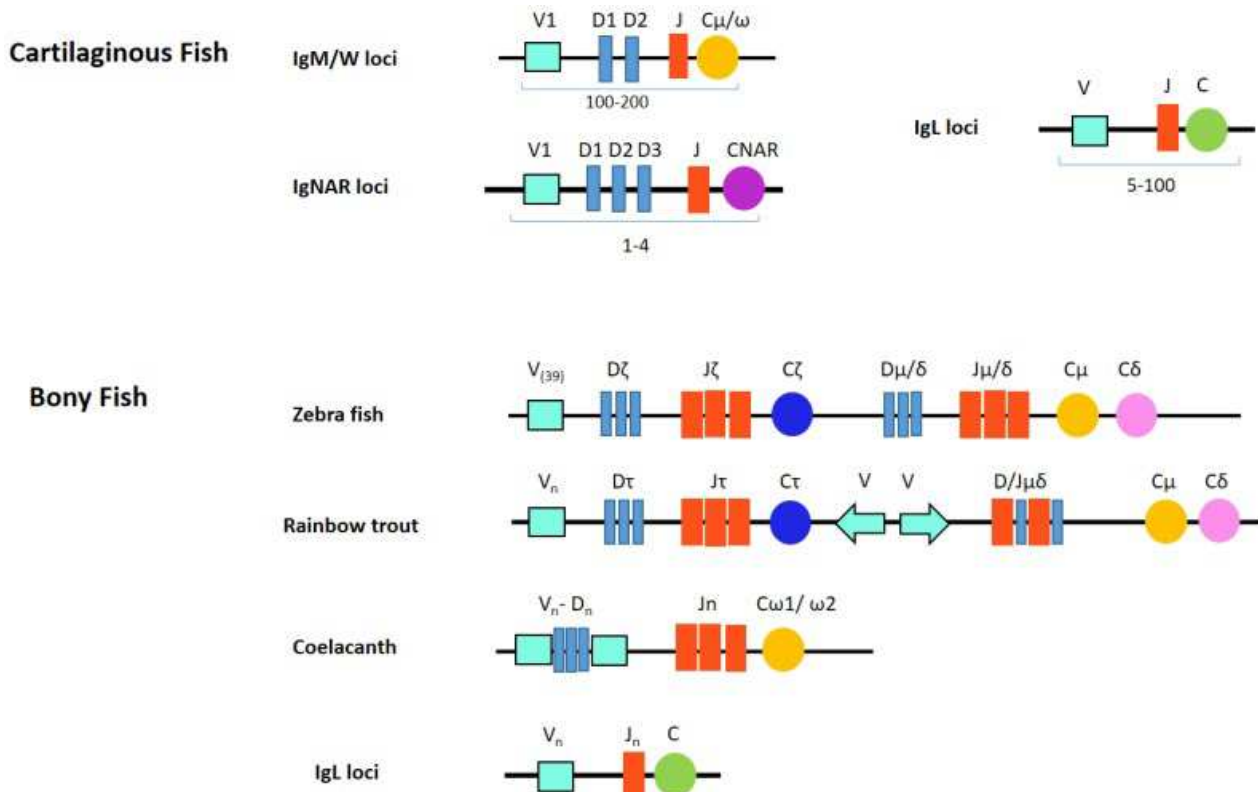 Cartilaginous Fish
IgM/W loci
V1 D1 D2 J Cμ/ω
100-200
IgNAR loci
V1 D1 D2 D3 J CNAR
1-4
IgL loci
V J C
5-100
Bony Fish
Zebra fish
V(39) Dζ Jζ Cζ Dμ/δ Jμ/δ Cμ Cδ
Rainbow trout
Vn Dτ Jτ Cτ V V D/Jμδ Cμ Cδ
Coelacanth
Vn- Dn Jn Cω1/ ω2
IgL loci
Vn Jn C